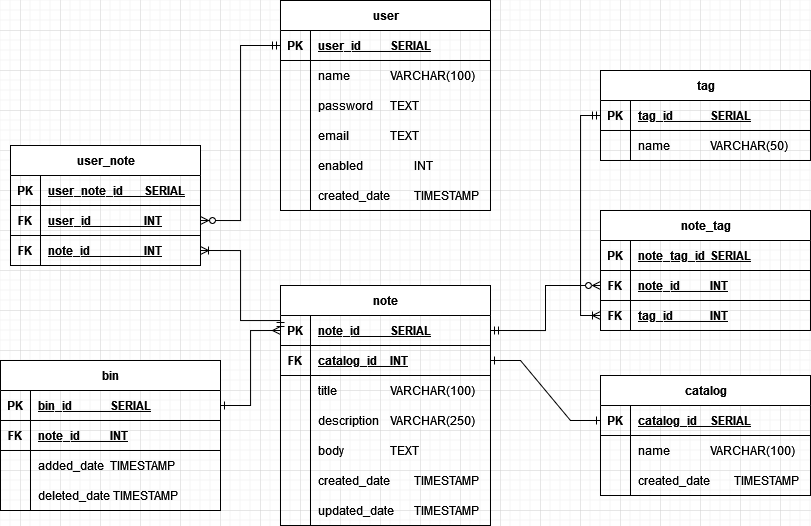 user
PK user_id SERIAL
name VARCHAR(100)
password TEXT
email TEXT
enabled INT
created_date TIMESTAMP
tag
PK tag_id SERIAL
name VARCHAR(50)
user_note
PK user_note_id SERIAL
FK user_id INT
FK note_id INT
note_tag
PK note_tag_id SERIAL
FK note_id INT
FK tag_id INT
note
PK note_id SERIAL
FK catalog_id INT
title VARCHAR(100)
description VARCHAR(250)
body TEXT
created_date TIMESTAMP
updated_date TIMESTAMP
bin
PK bin_id SERIAL
FK note_id INT
added_date TIMESTAMP
deleted_date TIMESTAMP
catalog
PK catalog_id SERIAL
name VARCHAR(100)
created_date TIMESTAMP